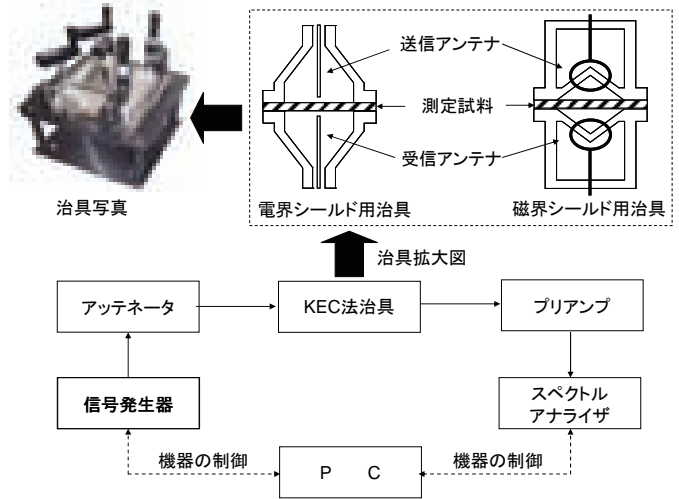 送信アンテナ
測定試料
受信アンテナ
治具写真
電界シールド用治具
磁界シールド用治具
治具拡大図
アッテネータ
KEC法治具
プリアンプ
信号発生器
スペクトル
アナライザ
機器の制御
機器の制御
P C